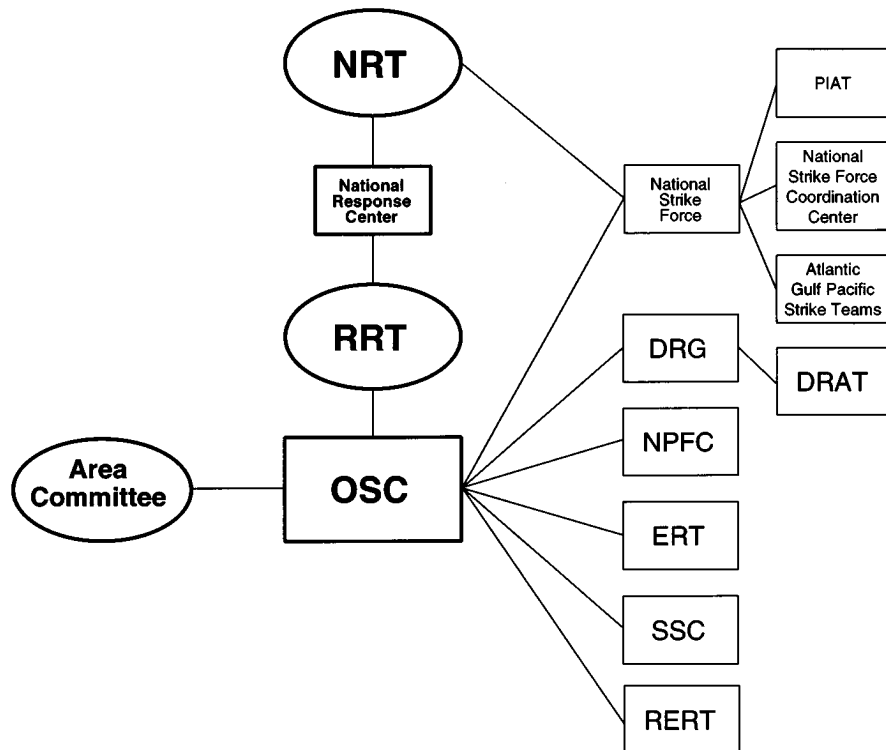 NRT
PIAT
National
Response
Center
National
Strike
Force
National
Strike Force
Coordination
Center
Atlantic
Gulf Pacific
Strike Teams
RRT
DRG
DRAT
NPFC
Area
Committee
OSC
ERT
SSC
RERT